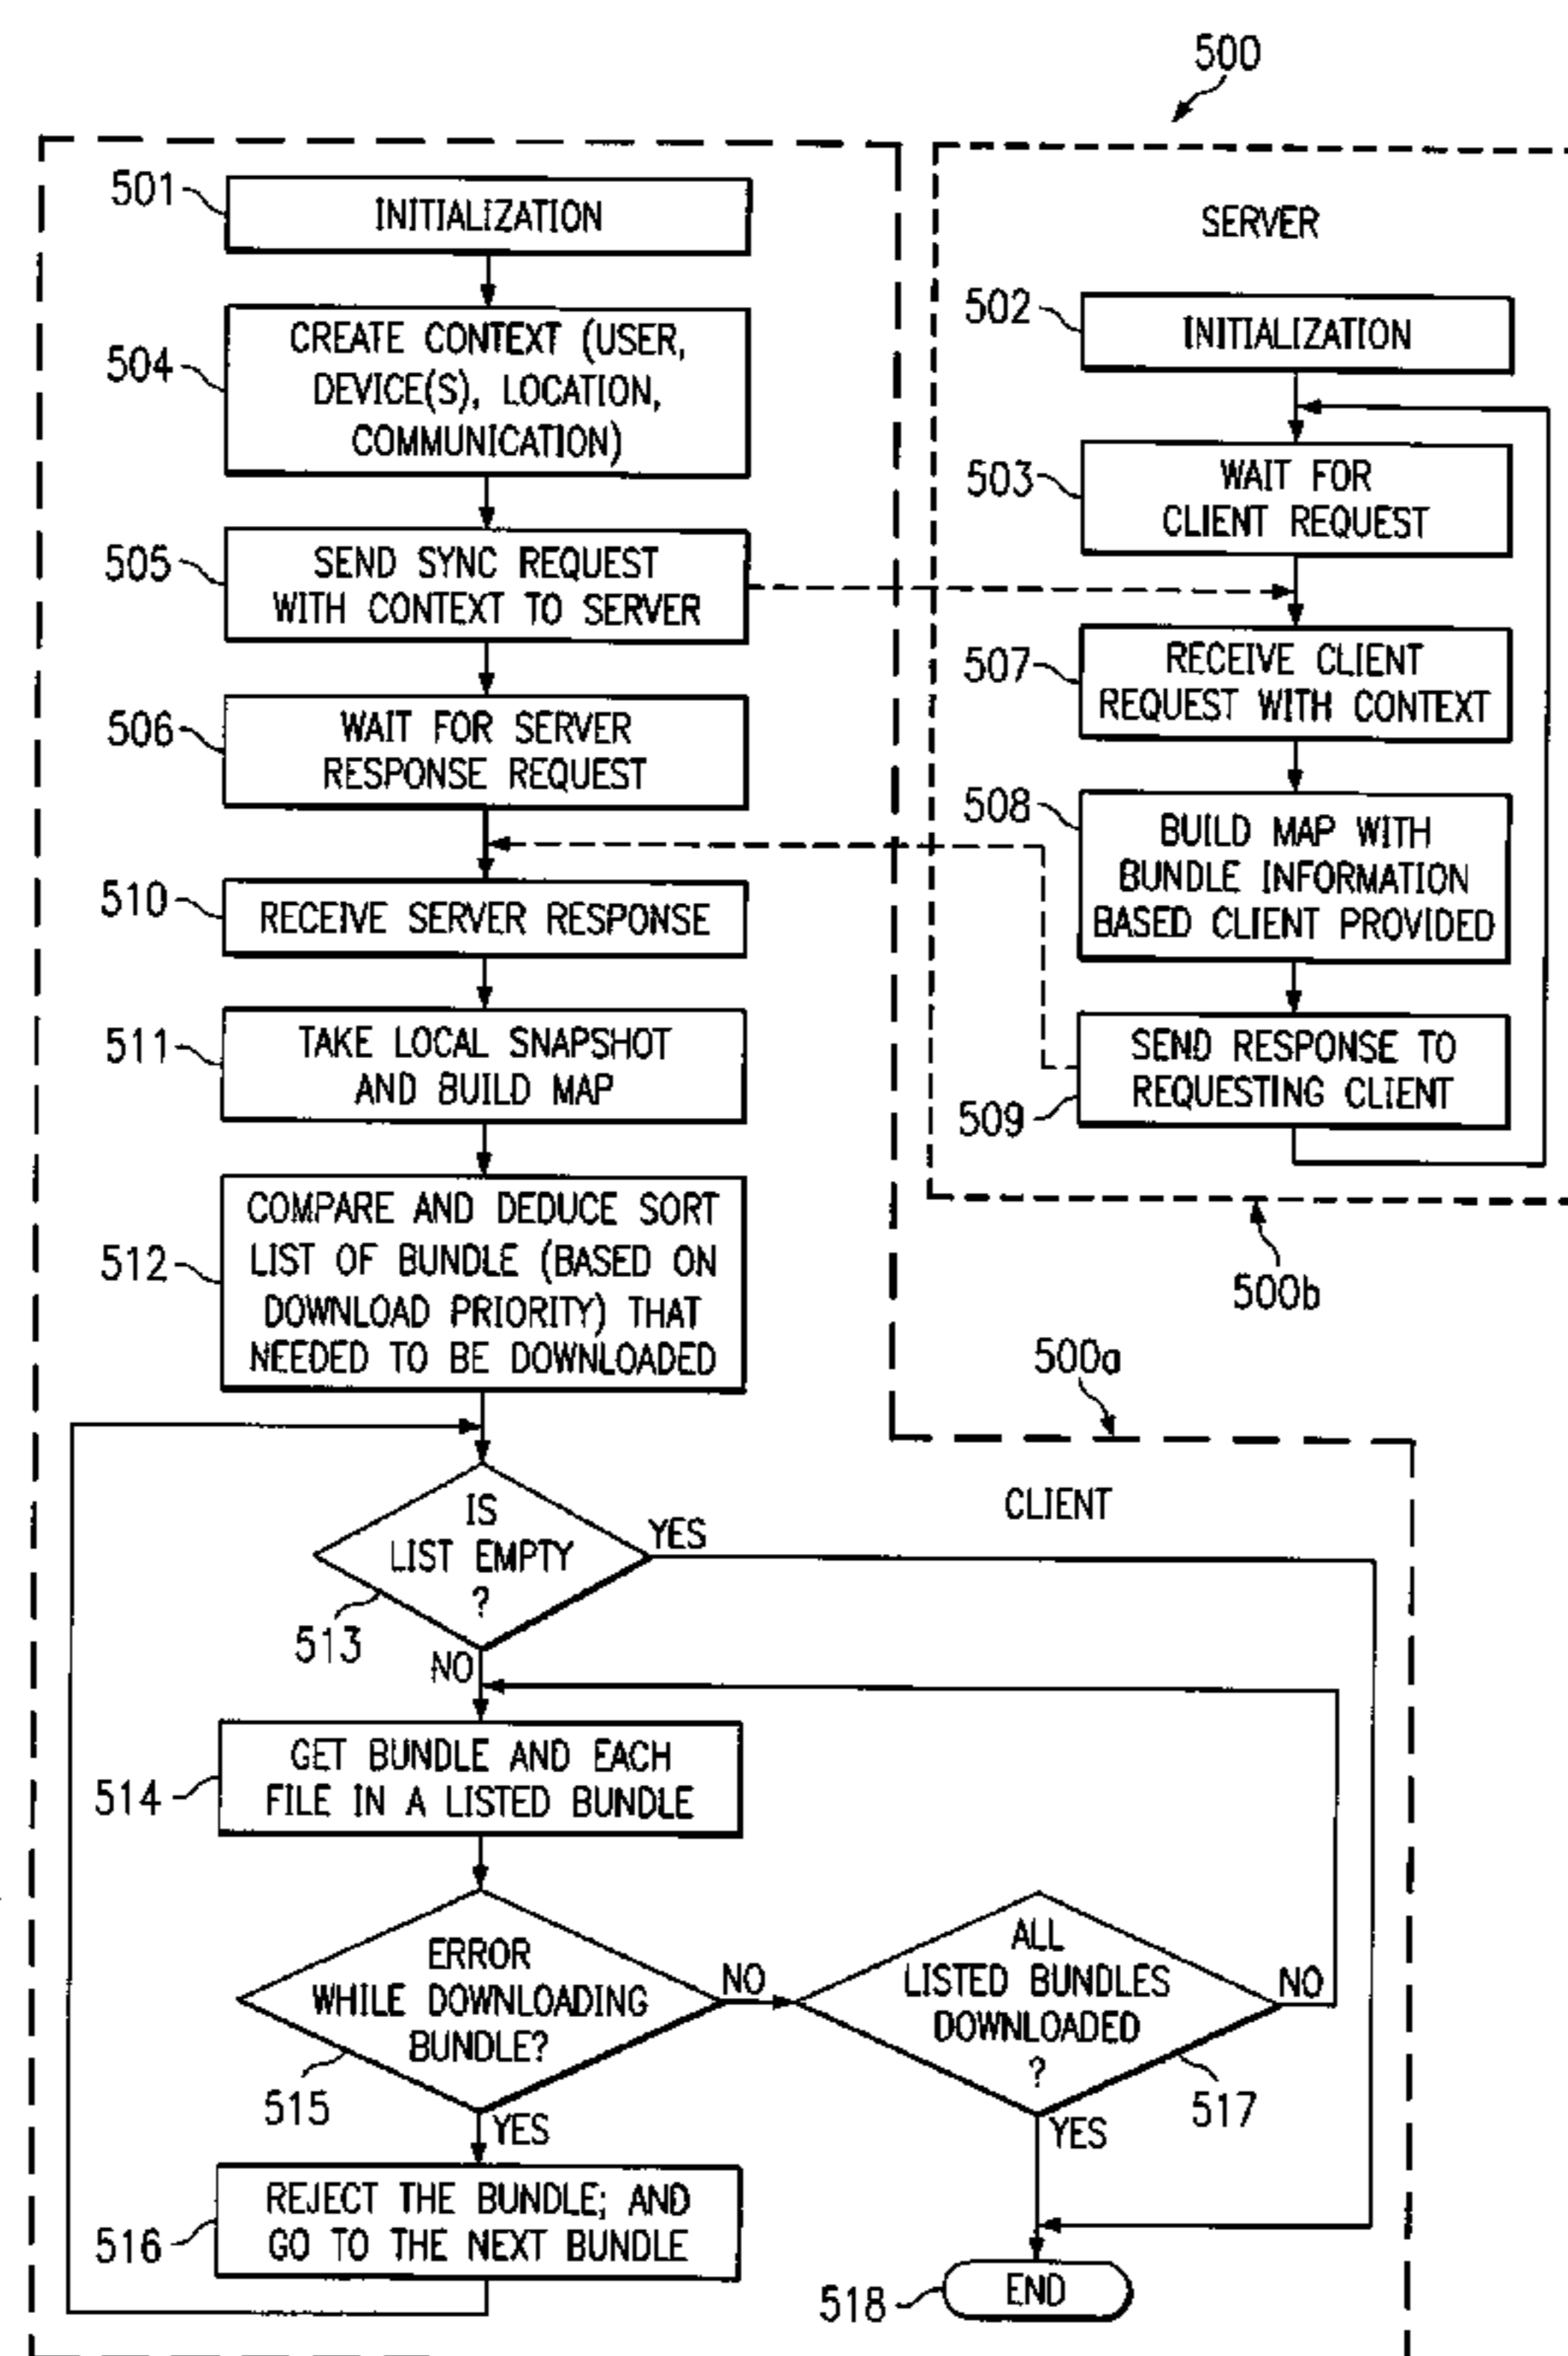 500
501
INITIALIZATION
504
CREATE CONTEXT (USER,
DEVICE(S), LOCATION,
COMMUNICATION)
505
SEND SYNC REQUEST
WITH CONTEXT TO SERVER
506
WAIT FOR SERVER
RESPONSE REQUEST
510
RECEIVE SERVER RESPONSE
511
TAKE LOCAL SNAPSHOT
AND BUILD MAP
512
COMPARE AND DEDUCE SORT
LIST OF BUNDLE (BASED ON
DOWNLOAD PRIORITY) THAT
NEEDED TO BE DOWNLOADED
SERVER
502
INITIALIZATION
503
WAIT FOR
CLIENT REQUEST
507
RECEIVE CLIENT
REQUEST WITH CONTEXT
508
BUILD MAP WITH
BUNDLE INFORMATION
BASED CLIENT PROVIDED
509
SEND RESPONSE TO
REQUESTING CLIENT
500b
500a
CLIENT
IS
LIST EMPTY
?
513
YES
NO
514
GET BUNDLE AND EACH
FILE IN A LISTED BUNDLE
ERROR
WHILE DOWNLOADING
BUNDLE?
515
NO
YES
ALL
LISTED BUNDLES
DOWNLOADED
?
517
NO
YES
516
REJECT THE BUNDLE; AND
GO TO THE NEXT BUNDLE
518
END